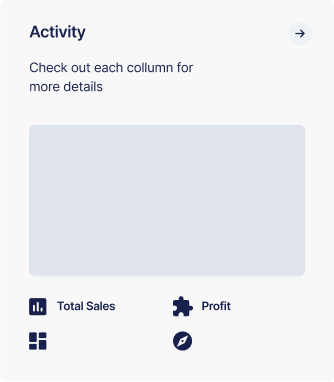 Activity
Check out each collumn for
more details
Total Sales
Profit